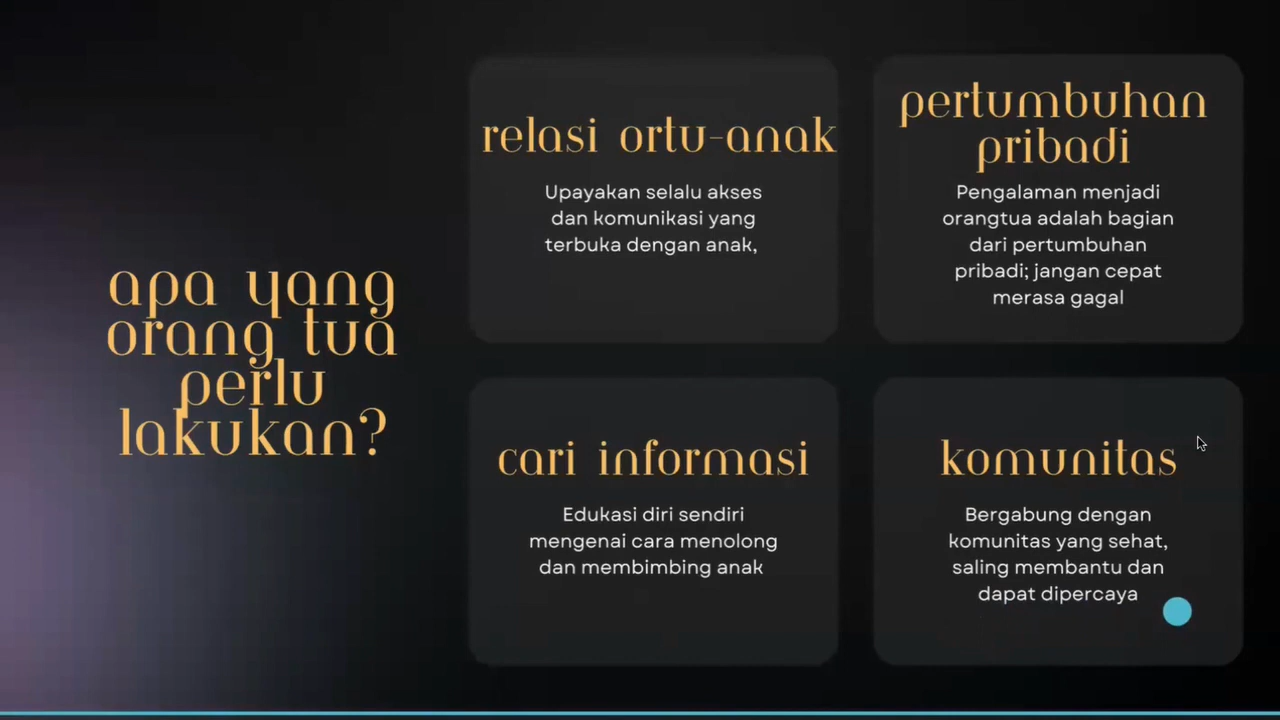 apa yang
orang tua
perlu
lakukan?
relasi ortu-anak
Upayakan selalu akses
dan komunikasi yang
terbuka dengan anak,
pertumbuhan
pribadi
Pengalaman menjadi
orangtua adalah bagian
dari pertumbuhan
pribadi; jangan cepat
merasa gagal
cari informasi
Edukasi diri sendiri
mengenai cara menolong
dan membimbing anak
komunitas
Bergabung dengan
komunitas yang sehat,
saling membantu dan
dapat dipercaya